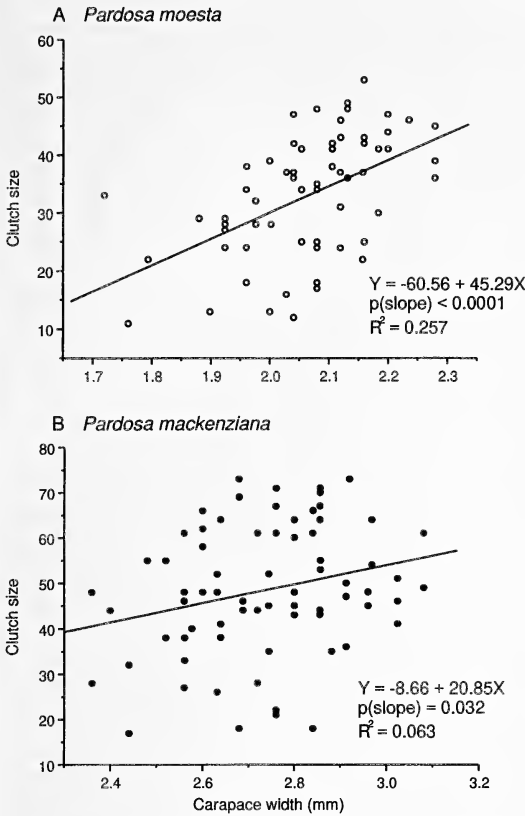 A Pardosa moesta
60
50
40
30
20
10
Clutch size
Y = -60.56 + 45.29X
p(slope) < 0.0001
R² = 0.257
1.7 1.8 1.9 2.0 2.1 2.2 2.3
B Pardosa mackenziana
80
70
60
50
40
30
20
10
Clutch size
Y = -8.66 + 20.85X
p(slope) = 0.032
R² = 0.063
2.4 2.6 2.8 3.0 3.2
Carapace width (mm)